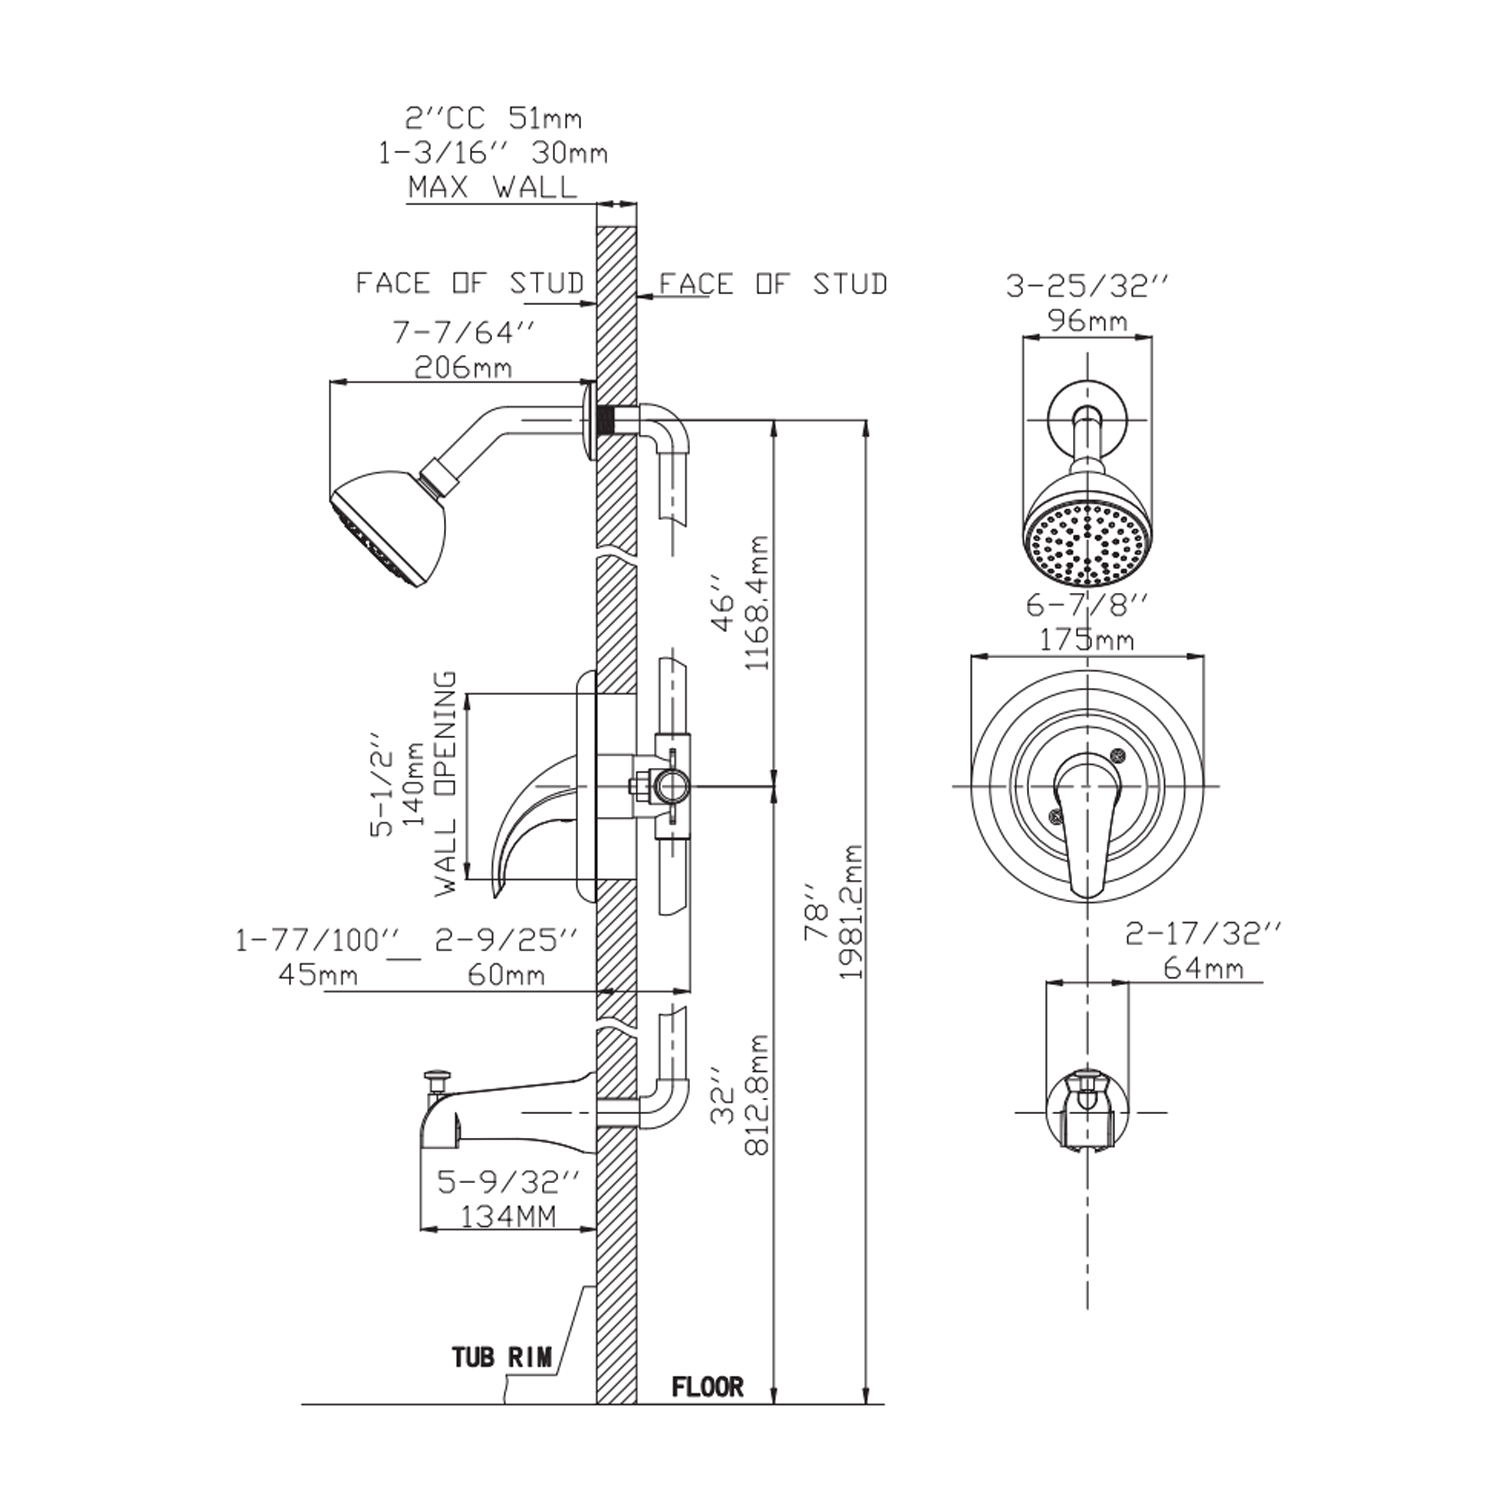 2''CC 51mm
1-3/16'' 30mm
MAX WALL
FACE OF STUD
FACE OF STUD
7-7/64''
206mm
3-25/32''
96mm
46''
1168.4mm
6-7/8''
175mm
5-1/2''
140mm
WALL OPENING
78''
1981.2mm
1-77/100''_ 2-9/25''
45mm 60mm
2-17/32''
64mm
32''
812.8mm
5-9/32''
134MM
TUB RIM
FLOOR